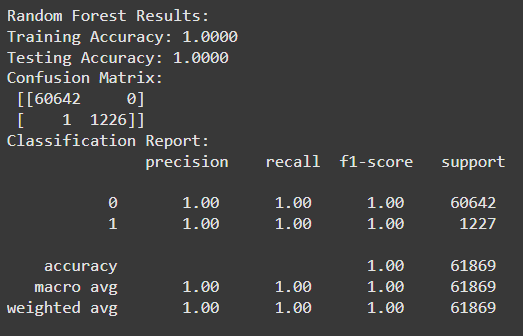 Random Forest Results:
Training Accuracy: 1.0000
Testing Accuracy: 1.0000
Confusion Matrix:
[[60642 0]
[ 1 1226]]
Classification Report:
precision recall f1-score support
0 1.00 1.00 1.00 60642
1 1.00 1.00 1.00 1227
accuracy 1.00 61869
macro avg 1.00 1.00 1.00 61869
weighted avg 1.00 1.00 1.00 61869